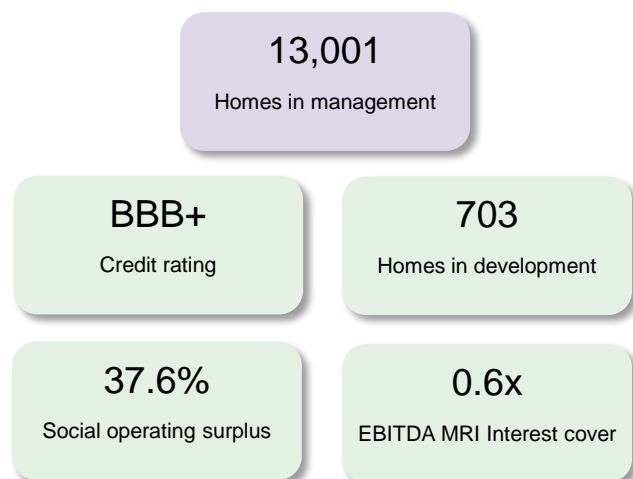 13,001
Homes in management
BBB+
Credit rating
703
Homes in development
37.6%
Social operating surplus
0.6x
EBITDA MRI Interest cover